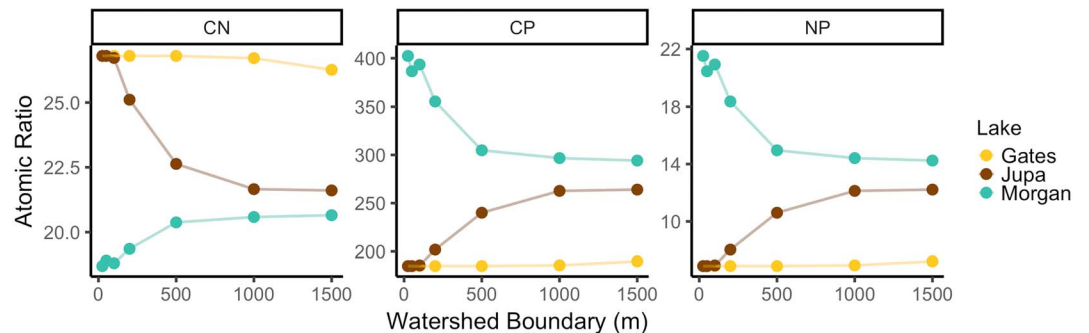 CN
CP
NP
Atomic Ratio
25.0
22.5
20.0
400
350
300
250
200
22
18
14
10
0 500 1000 1500
0 500 1000 1500
0 500 1000 1500
Watershed Boundary (m)
Lake
Gates
Jupa
Morgan